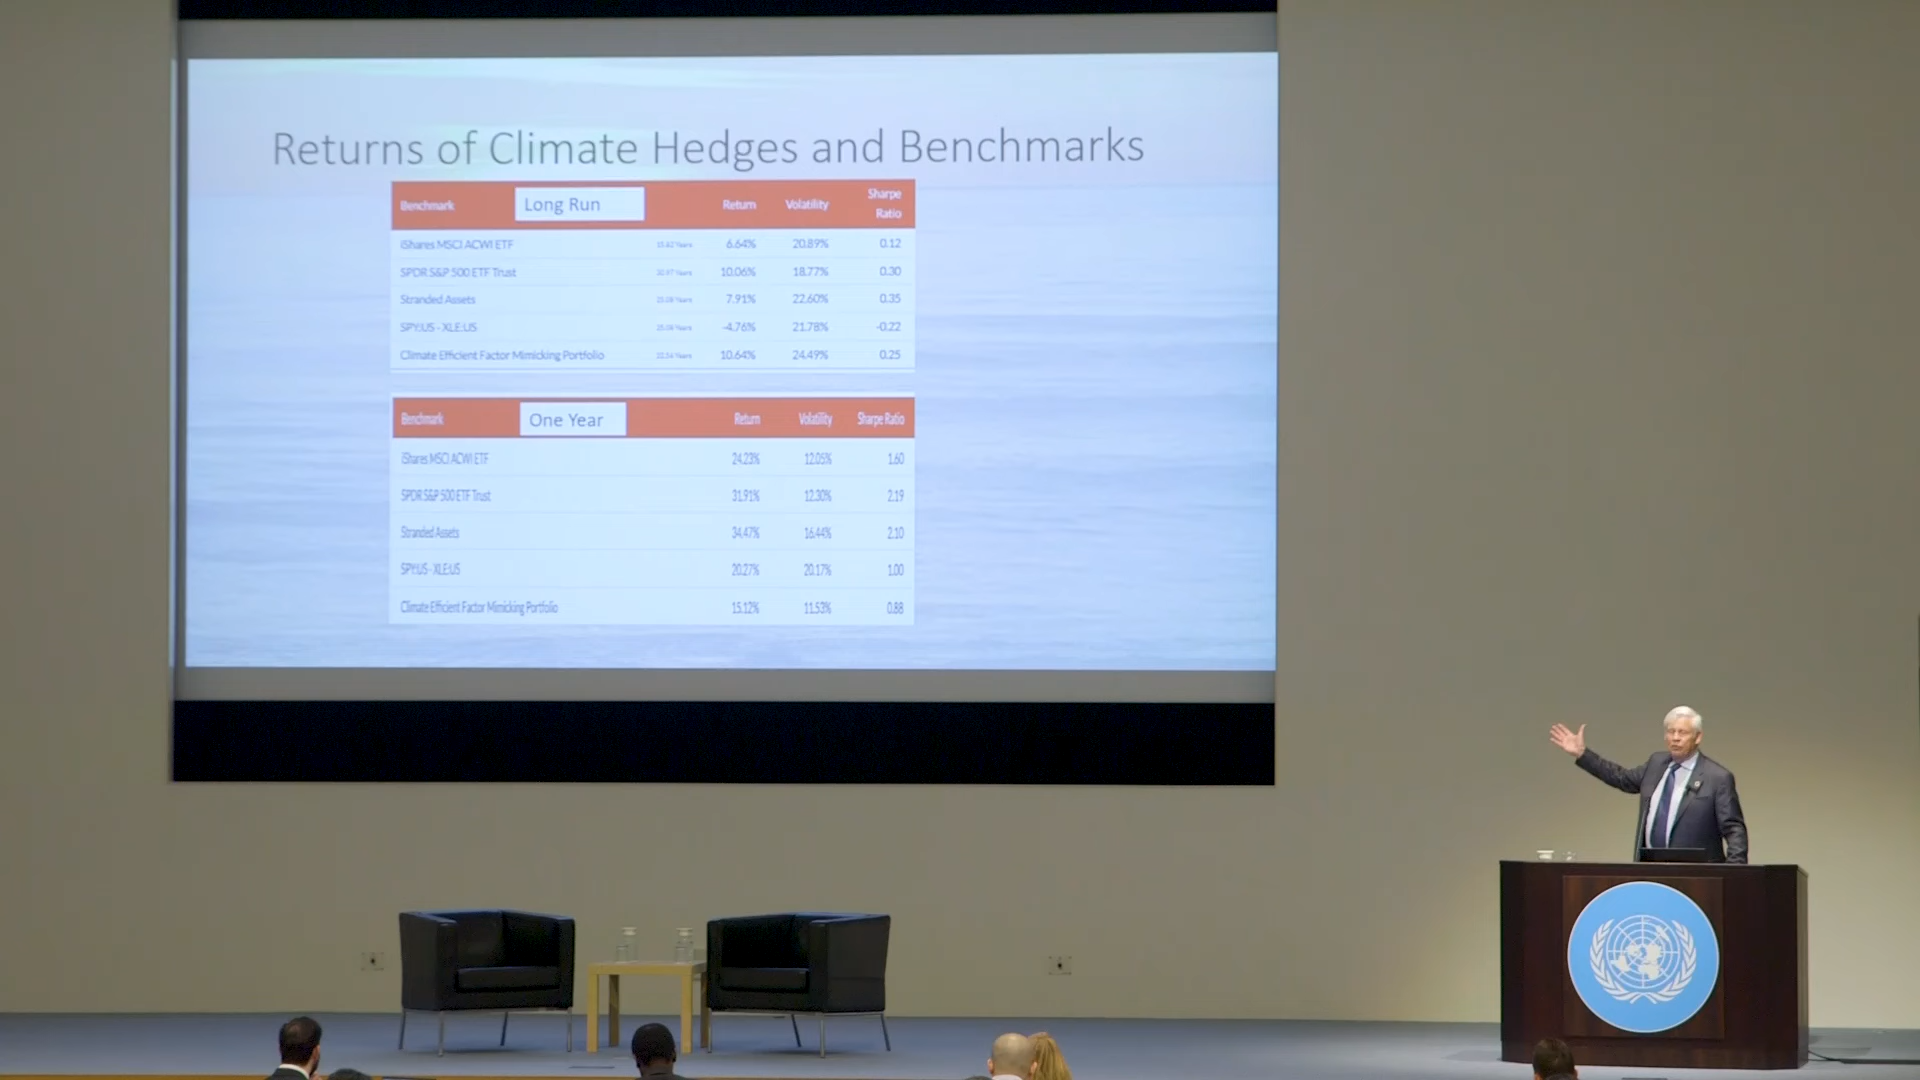 Returns of Climate Hedges and Benchmarks
Benchmark Long Run Return Volatility Sharpe Ratio
iShares MSCI ACWI ETF 6.64% 20.89% 0.12
SPDR S&P 500 ETF Trust 10.06% 18.77% 0.30
Stranded Assets 7.91% 22.60% 0.35
SPY:US - XLE:US -4.76% 21.78% -0.22
Climate Efficient Factor Mimicking Portfolio 10.64% 24.49% 0.25
Benchmark One Year Return Volatility Sharpe Ratio
iShares MSCI ACWI ETF 24.23% 12.05% 1.60
SPDR S&P 500 ETF Trust 31.91% 12.30% 2.19
Stranded Assets 34.47% 16.44% 2.10
SPY:US - XLE:US 20.27% 20.17% 1.00
Climate Efficient Factor Mimicking Portfolio 15.12% 11.53% 0.88